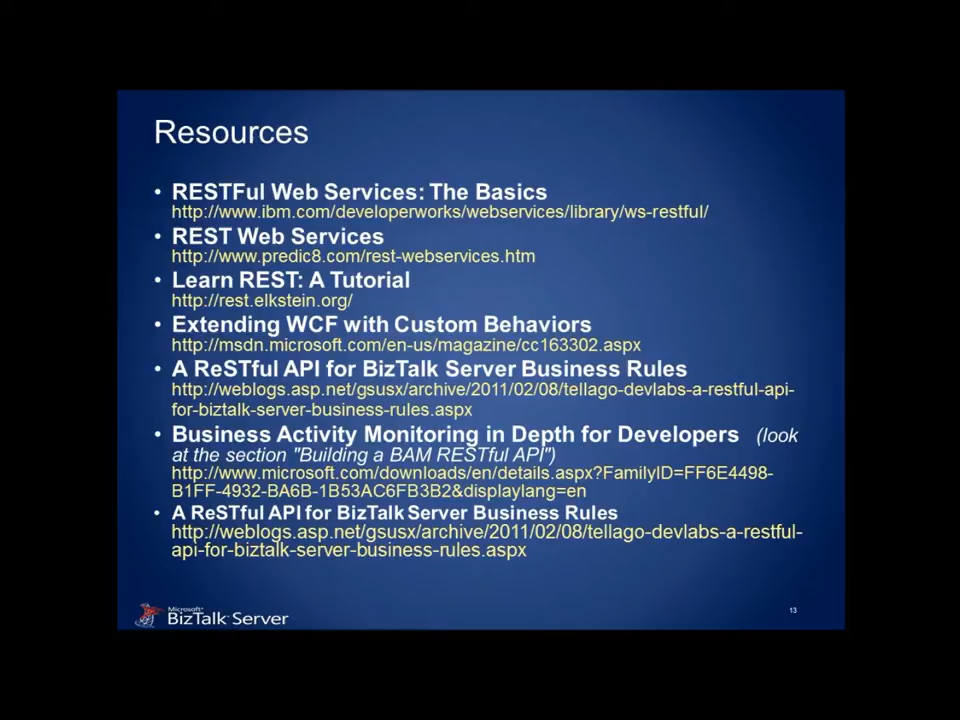 Resources
• RESTFul Web Services: The Basics
http://www.ibm.com/developerworks/webservices/library/ws-restful/
• REST Web Services
http://www.predic8.com/rest-webservices.htm
• Learn REST: A Tutorial
http://rest.elkstein.org/
• Extending WCF with Custom Behaviors
http://msdn.microsoft.com/en-us/magazine/cc163302.aspx
• A ReSTful API for BizTalk Server Business Rules
http://weblogs.asp.net/gsusx/archive/2011/02/08/tellago-devlabs-a-restful-api-
for-biztalk-server-business-rules.aspx
• Business Activity Monitoring in Depth for Developers (look
at the section "Building a BAM RESTful API")
http://www.microsoft.com/downloads/en/details.aspx?FamilyID=FF6E4498-
B1FF-4932-BA6B-1B53AC6FB3B2&displaylang=en
• A ReSTful API for BizTalk Server Business Rules
http://weblogs.asp.net/gsusx/archive/2011/02/08/tellago-devlabs-a-restful-
api-for-biztalk-server-business-rules.aspx
Microsoft®
BizTalk Server
13